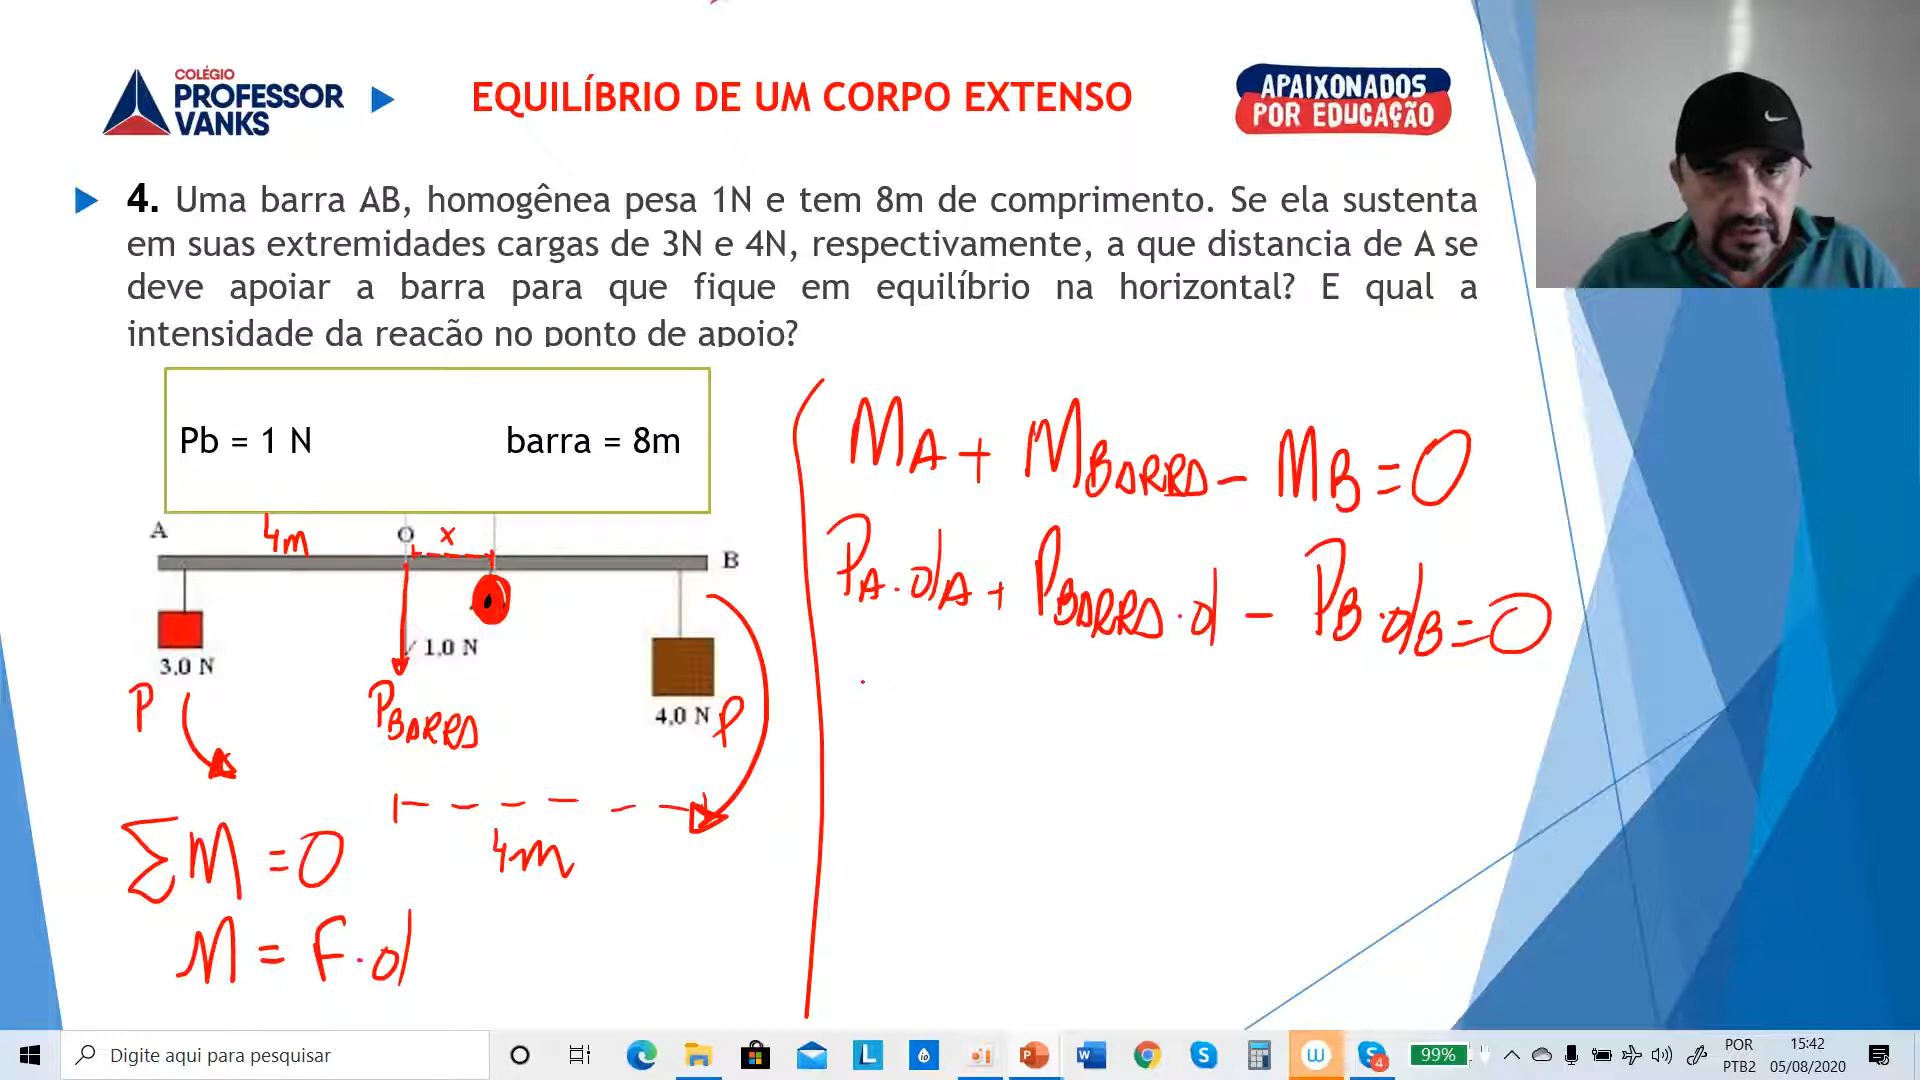 COLÉGIO
PROFESSOR
VANKS
EQUILÍBRIO DE UM CORPO EXTENSO
APAIXONADOS
POR EDUCAÇÃO
4. Uma barra AB, homogênea pesa 1N e tem 8m de comprimento. Se ela sustenta
em suas extremidades cargas de 3N e 4N, respectivamente, a que distancia de A se
deve apoiar a barra para que fique em equilíbrio na horizontal? E qual a
intensidade da reação no ponto de apoio?
Pb = 1 N barra = 8m
A 4m O x B
1,0 N
3,0 N
P
PBARRA
4,0 N P
4m
ΣM = 0
M = F.d
MA + MBARRA - MB = 0
PA.dA + PBARRA.d - PB.dB = 0
Digite aqui para pesquisar
99%
4
POR
PTB2
15:42
05/08/2020